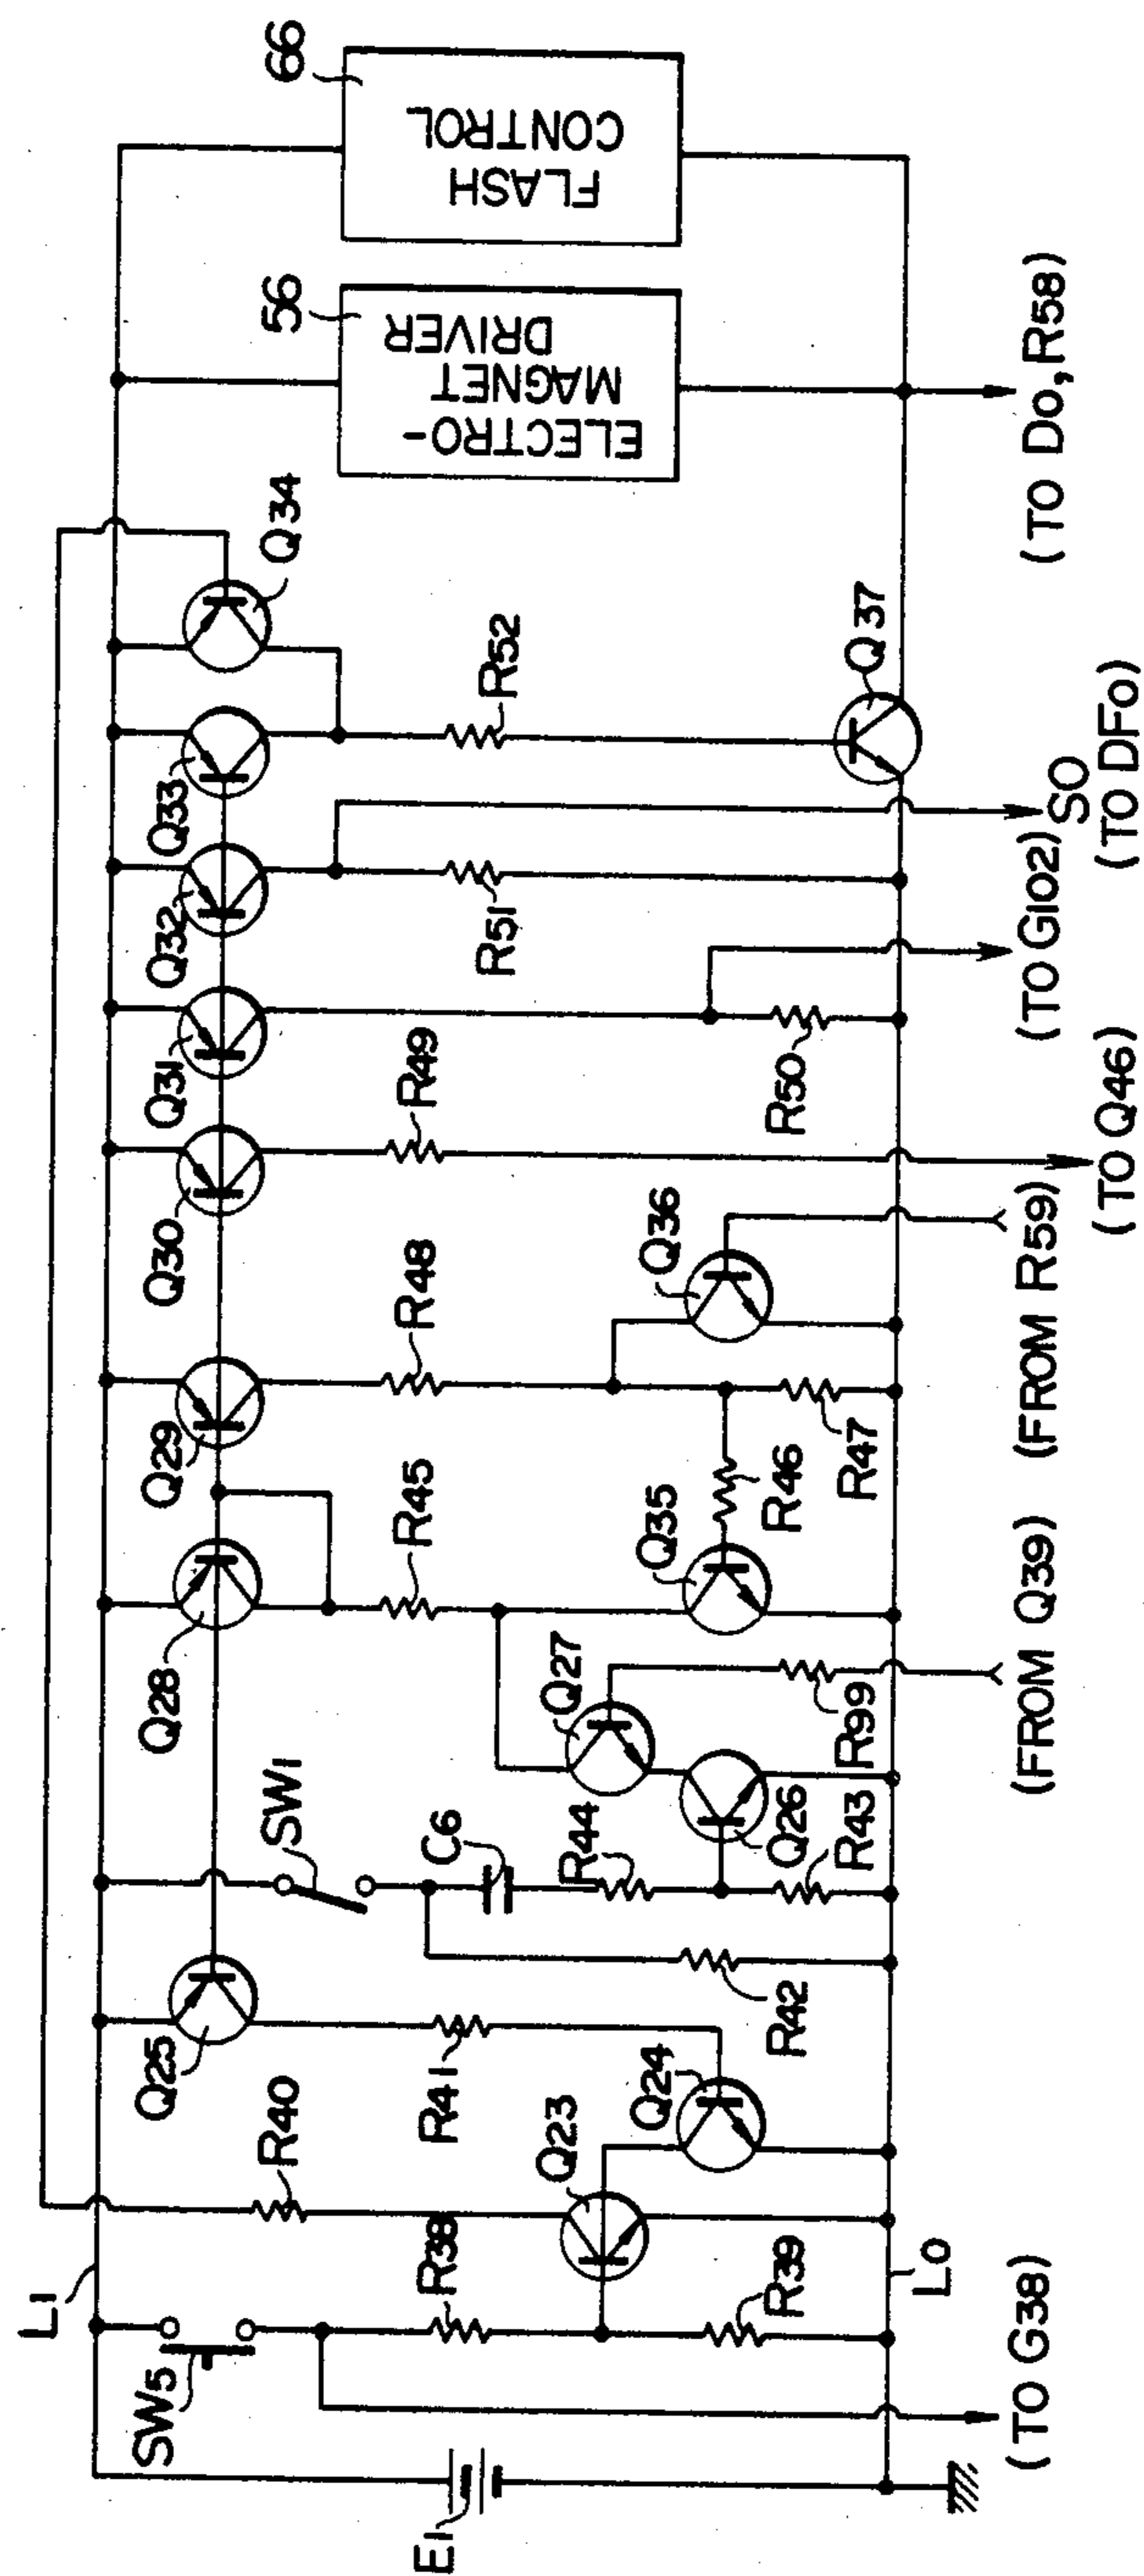 66
FLASH
CONTROL
56
ELECTRO-
MAGNET
DRIVER
L1
SW5
E1
R38
R39
(TO G38)
L0
R40
Q23
Q24
R41
Q25
R42
SW1
C6
R44
R43
Q26
Q27
R99
(FROM Q39)
Q28
R45
Q35
R46
R47
Q29
R48
Q36
(FROM R59)
Q30
R49
(TO Q46)
Q31
R50
(TO G102)
Q32
R51
SO
(TO DFo)
Q33
Q34
R52
Q37
(TO Do, R58)